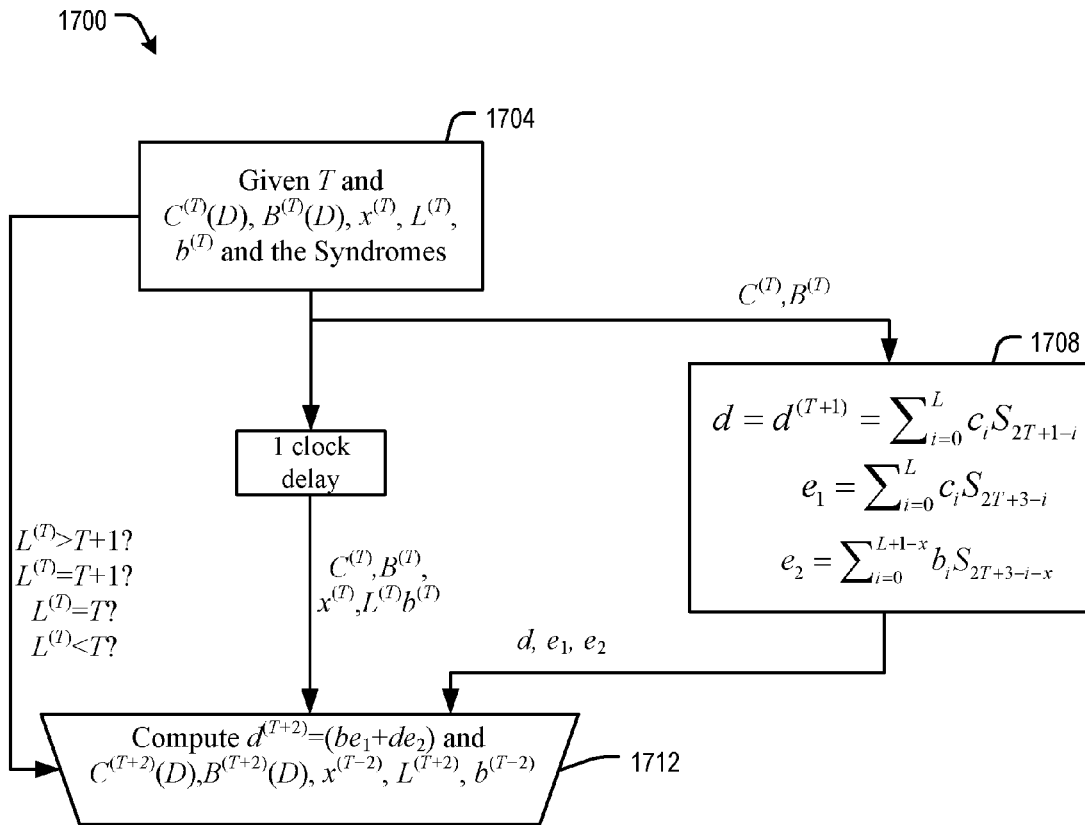 1700
1704
Given T and
C^(T)(D), B^(T)(D), x^(T), L^(T),
b^(T) and the Syndromes
C^(T),B^(T)
1708
d = d^(T+1) = ∑_{i=0}^{L} c_i S_{2T+1-i}
e_1 = ∑_{i=0}^{L} c_i S_{2T+3-i}
e_2 = ∑_{i=0}^{L+1-x} b_i S_{2T+3-i-x}
1 clock
delay
L^(T)>T+1?
L^(T)=T+1?
L^(T)=T?
L^(T)<T?
C^(T),B^(T),
x^(T),L^(T)b^(T)
d, e_1, e_2
Compute d^(T+2)=(be_1+de_2) and
C^(T+2)(D),B^(T+2)(D), x^(T-2), L^(T+2), b^(T-2)
1712